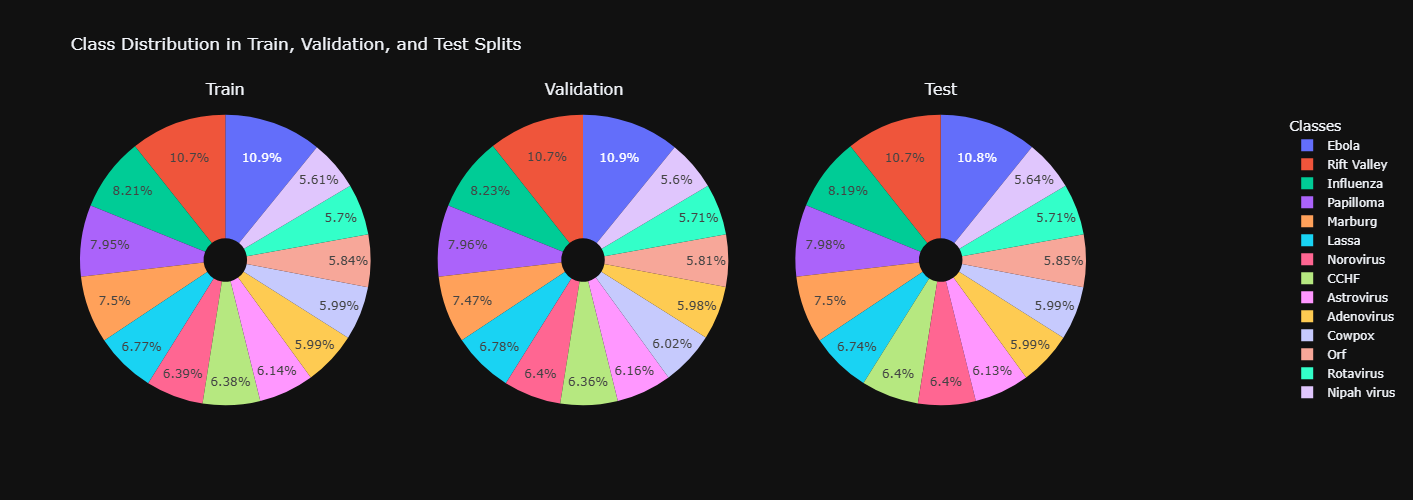 Class Distribution in Train, Validation, and Test Splits
Train
10.9%
10.7%
8.21%
7.95%
7.5%
6.77%
6.39%
6.38%
6.14%
5.99%
5.99%
5.84%
5.7%
5.61%
Validation
10.9%
10.7%
8.23%
7.96%
7.47%
6.78%
6.4%
6.36%
6.16%
6.02%
5.98%
5.81%
5.71%
5.6%
Test
10.8%
10.7%
8.19%
7.98%
7.5%
6.74%
6.4%
6.4%
6.13%
5.99%
5.99%
5.85%
5.71%
5.64%
Classes
Ebola
Rift Valley
Influenza
Papilloma
Marburg
Lassa
Norovirus
CCHF
Astrovirus
Adenovirus
Cowpox
Orf
Rotavirus
Nipah virus